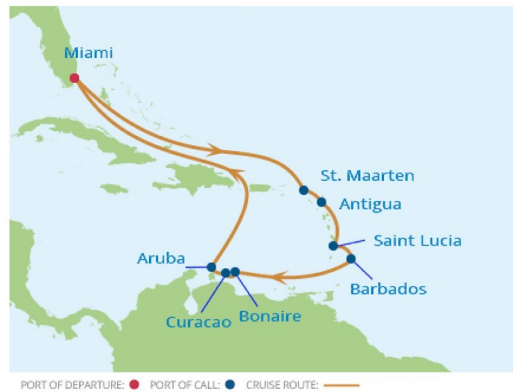 Miami
St. Maarten
Antigua
Saint Lucia
Aruba
Barbados
Curacao
Bonaire
PORT OF DEPARTURE: PORT OF CALL: CRUISE ROUTE: